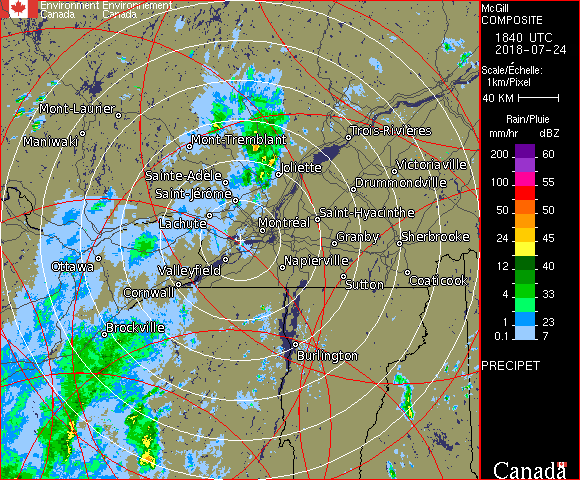 Environment Environnement
Canada Canada
McGill
COMPOSITE
1840 UTC
2018-07-24
Scale/Échelle:
1km/Pixel
40 KM
Rain/Pluie
mm/hr dBZ
200 60
100 55
50 50
24 45
12 40
4 33
1 23
0.1 7
PRECIPET
Canada
Mont-Laurier
Maniwaki
Mont-Tremblant
Trois-Rivières
Sainte-Adèle
Joliette
Victoriaville
Saint-Jérôme
Drummondville
Lachute
Montréal
Saint-Hyacinthe
Granby
Sherbrooke
Ottawa
Valleyfield
Napierville
Cornwall
Sutton
Coaticook
Brockville
Burlington